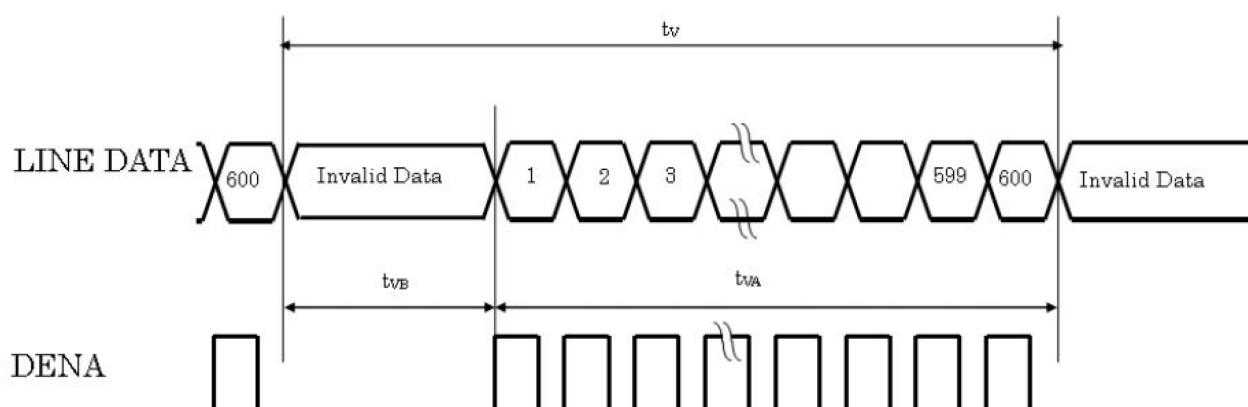 tV
LINE DATA
600
Invalid Data
1
2
3
599
600
Invalid Data
tVB
tVA
DENA